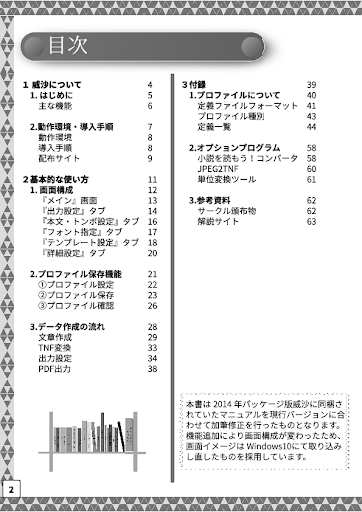 目次
1 威沙について 4
1. はじめに 5
主な機能 6
2.動作環境・導入手順 7
動作環境 8
導入手順 8
配布サイト 9
2 基本的な使い方 11
1. 画面構成 12
『メイン』画面 13
『出力設定』タブ 14
『本文・トンボ設定』タブ 16
『フォント指定』タブ 17
『テンプレート設定』タブ 18
『詳細設定』タブ 20
2.プロファイル保存機能 21
①プロファイル設定 22
②プロファイル保存 23
③プロファイル確認 26
3.データ作成の流れ 28
文章作成 29
TNF変換 33
出力設定 34
PDF出力 38
3 付録 39
1.プロファイルについて 40
定義ファイルフォーマット 41
プロファイル種別 43
定義一覧 44
2.オプションプログラム 58
小説を読もう！コンバータ 58
JPEG2TNF 60
単位変換ツール 61
3.参考資料 62
サークル頒布物 62
解説サイト 63
本書は 2014 年パッケージ版威沙に同梱さ
れていたマニュアルを現行バージョンに合
わせて加筆修正を行ったものとなります。
機能追加により画面構成が変わったため、
画面イメージは Windows10にて取り込み
し直したものを採用しています。
2